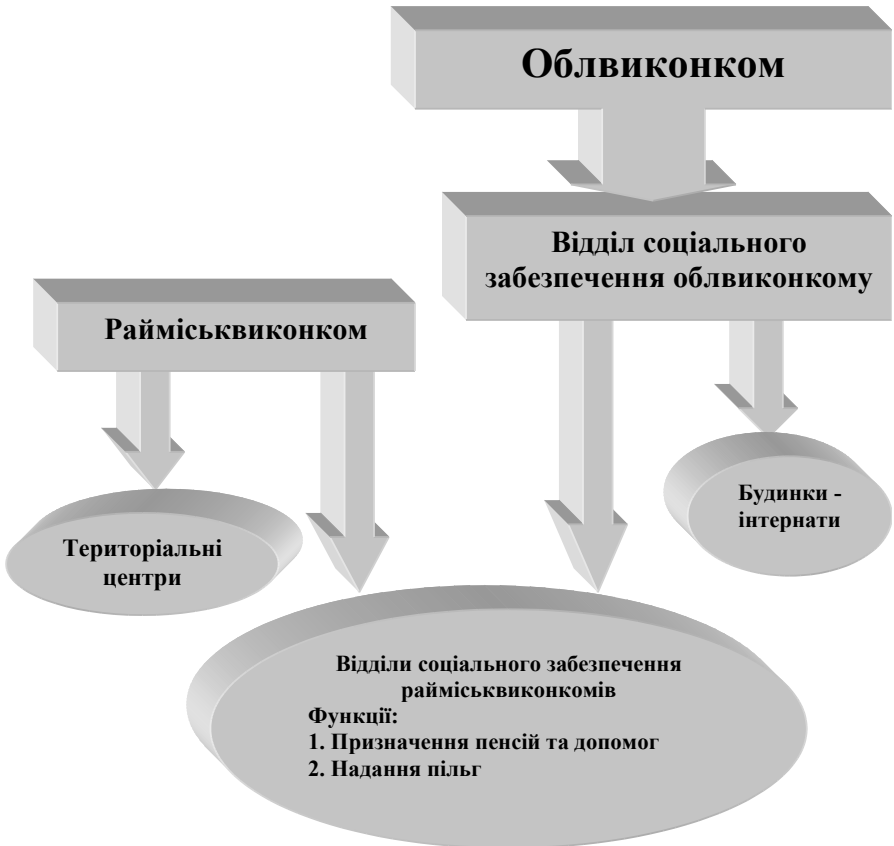 Облвиконком
Відділ соціального
забезпечення облвиконкому
Райміськвиконком
Будинки -
інтернати
Територіальні
центри
Відділи соціального забезпечення
райміськвиконкомів
Функції:
1. Призначення пенсій та допомог
2. Надання пільг